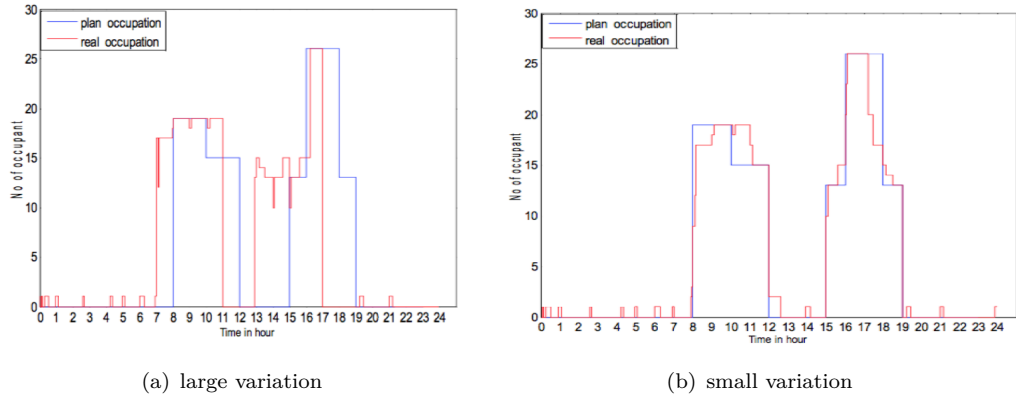 30
25
20
15
10
5
0
No of occupant
plan occupation
real occupation
0 1 2 3 4 5 6 7 8 9 10 11 12 13 14 15 16 17 18 19 20 21 22 23 24
Time in hour
(a) large variation
30
25
20
15
10
5
0
No of occupant
plan occupation
real occupation
0 1 2 3 4 5 6 7 8 9 10 11 12 13 14 15 16 17 18 19 20 21 22 23 24
Time in hour
(b) small variation